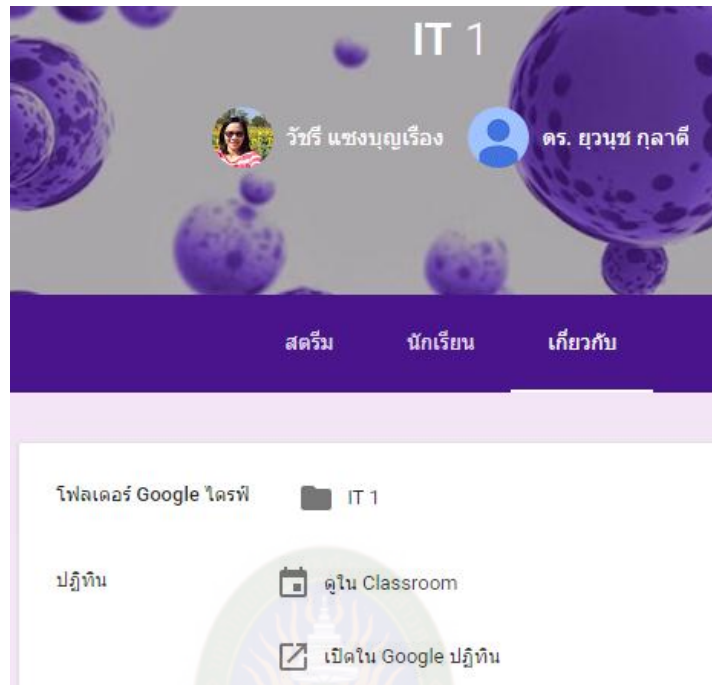 IT 1
วัชรี แซงบุญเรือง ดร. ยุวนุช กุลาตี
สตรีม นักเรียน เกี่ยวกับ
โฟลเดอร์ Google ไดรฟ์ IT 1
ปฏิทิน ดูใน Classroom
เปิดใน Google ปฏิทิน